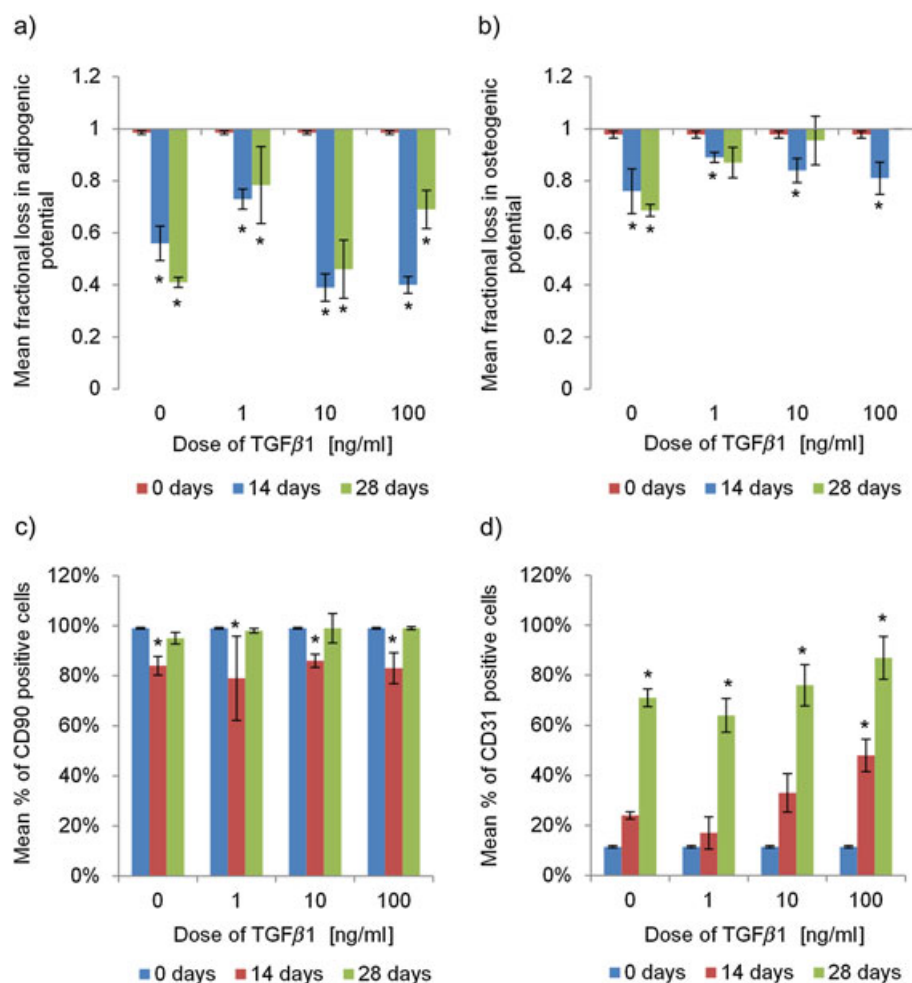 a)
Mean fractional loss in adipogenic
potential
1.2
1
0.8
0.6
0.4
0.2
0
* * * * * * * *
0 1 10 100
Dose of TGFβ1 [ng/ml]
0 days 14 days 28 days
b)
Mean fractional loss in osteogenic
potential
1.2
1
0.8
0.6
0.4
0.2
0
* * * * *
0 1 10 100
Dose of TGFβ1 [ng/ml]
0 days 14 days 28 days
c)
Mean % of CD90 positive cells
120%
100%
80%
60%
40%
20%
0%
* * * *
0 1 10 100
Dose of TGFβ1 [ng/ml]
0 days 14 days 28 days
d)
Mean % of CD31 positive cells
120%
100%
80%
60%
40%
20%
0%
* * * * *
0 1 10 100
Dose of TGFβ1 [ng/ml]
0 days 14 days 28 days